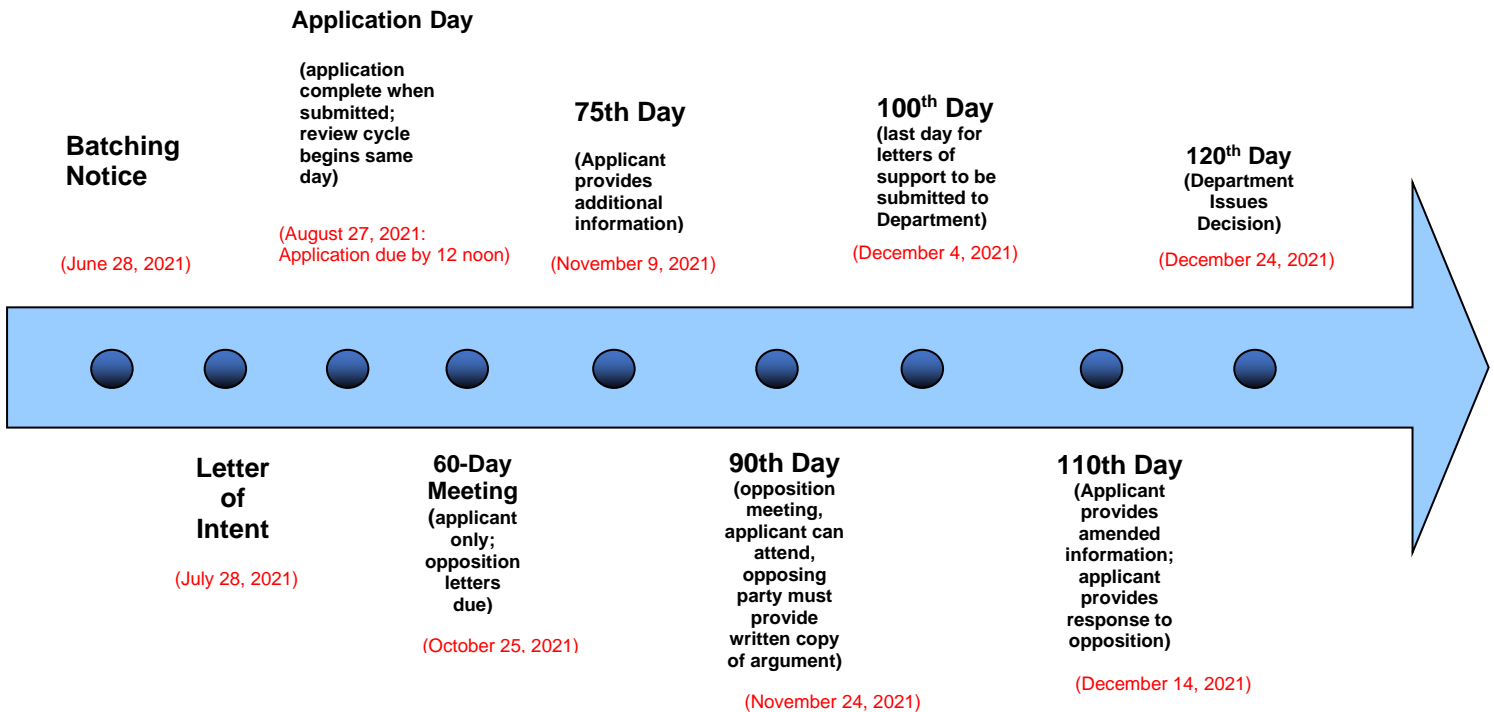 Batching
Notice
(June 28, 2021)
Letter
of
Intent
(July 28, 2021)
Application Day
(application
complete when
submitted;
review cycle
begins same
day)
(August 27, 2021:
Application due by 12 noon)
60-Day
Meeting
(applicant
only;
opposition
letters
due)
(October 25, 2021)
75th Day
(Applicant
provides
additional
information)
(November 9, 2021)
90th Day
(opposition
meeting,
applicant can
attend,
opposing
party must
provide
written copy
of argument)
(November 24, 2021)
100th Day
(last day for
letters of
support to be
submitted to
Department)
(December 4, 2021)
110th Day
(Applicant
provides
amended
information;
applicant
provides
response to
opposition)
(December 14, 2021)
120th Day
(Department
Issues
Decision)
(December 24, 2021)